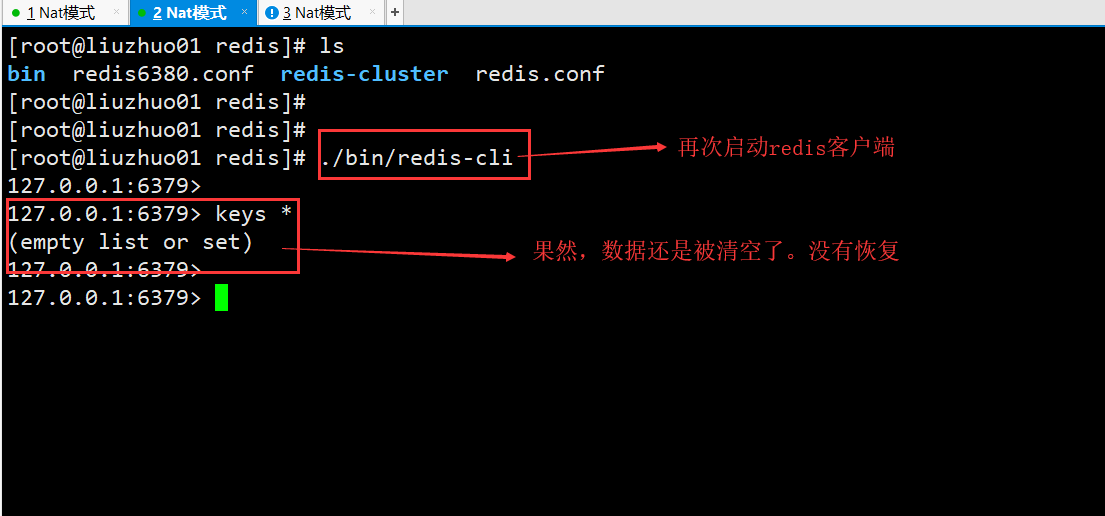 1 Nat模式 × 2 Nat模式 × 3 Nat模式 × +
[root@liuzhuo01 redis]# ls
bin  redis6380.conf  redis-cluster  redis.conf
[root@liuzhuo01 redis]#
[root@liuzhuo01 redis]#
[root@liuzhuo01 redis]# ./bin/redis-cli
再次启动redis客户端
127.0.0.1:6379>
127.0.0.1:6379> keys *
(empty list or set)
果然，数据还是被清空了。没有恢复
127.0.0.1:6379>
127.0.0.1:6379>